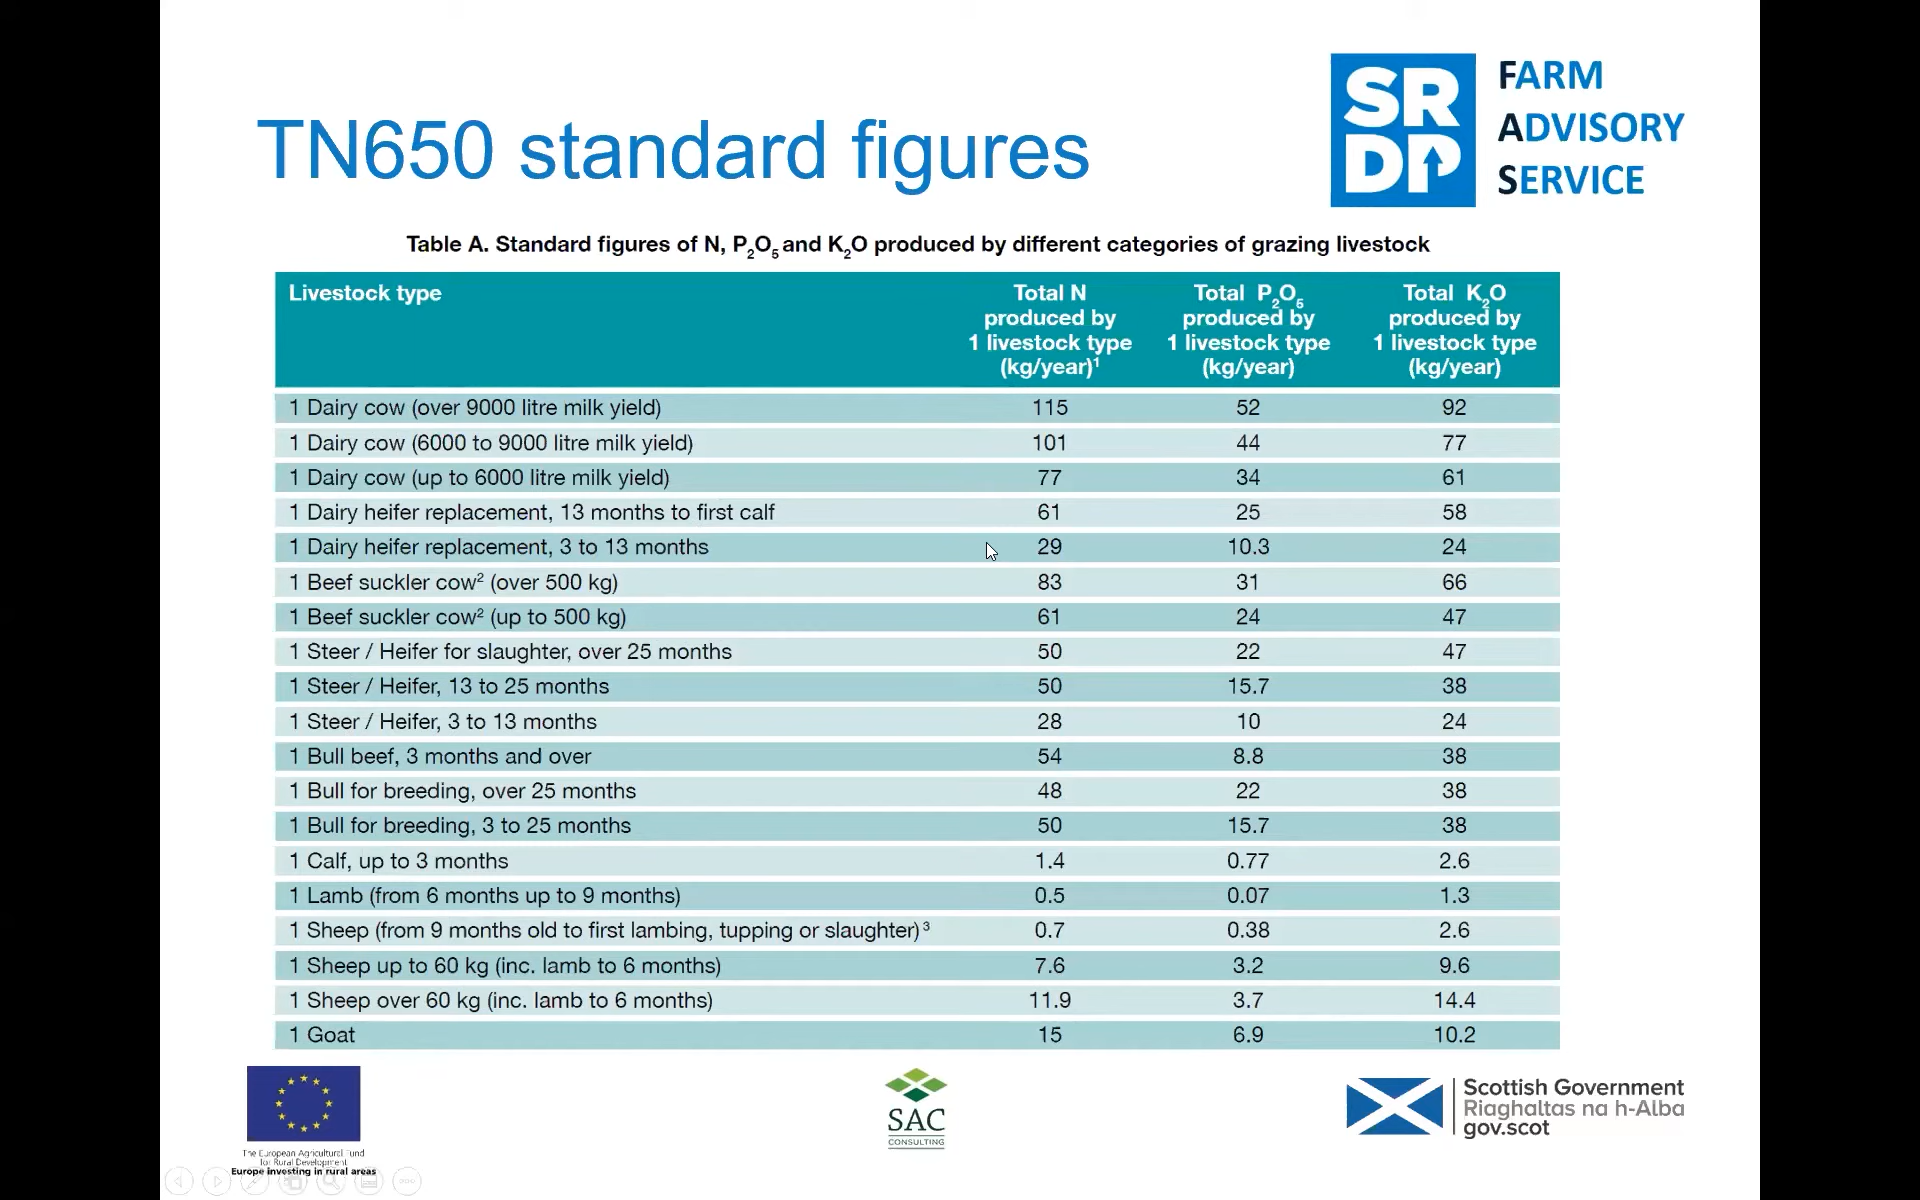 SR
DP
FARM
ADVISORY
SERVICE
TN650 standard figures
Table A. Standard figures of N, P2O5 and K2O produced by different categories of grazing livestock
Livestock type
Total N produced by 1 livestock type (kg/year)1
Total P2O5 produced by 1 livestock type (kg/year)
Total K2O produced by 1 livestock type (kg/year)
1 Dairy cow (over 9000 litre milk yield) 115 52 92
1 Dairy cow (6000 to 9000 litre milk yield) 101 44 77
1 Dairy cow (up to 6000 litre milk yield) 77 34 61
1 Dairy heifer replacement, 13 months to first calf 61 25 58
1 Dairy heifer replacement, 3 to 13 months 29 10.3 24
1 Beef suckler cow2 (over 500 kg) 83 31 66
1 Beef suckler cow2 (up to 500 kg) 61 24 47
1 Steer / Heifer for slaughter, over 25 months 50 22 47
1 Steer / Heifer, 13 to 25 months 50 15.7 38
1 Steer / Heifer, 3 to 13 months 28 10 24
1 Bull beef, 3 months and over 54 8.8 38
1 Bull for breeding, over 25 months 48 22 38
1 Bull for breeding, 3 to 25 months 50 15.7 38
1 Calf, up to 3 months 1.4 0.77 2.6
1 Lamb (from 6 months up to 9 months) 0.5 0.07 1.3
1 Sheep (from 9 months old to first lambing, tupping or slaughter)3 0.7 0.38 2.6
1 Sheep up to 60 kg (inc. lamb to 6 months) 7.6 3.2 9.6
1 Sheep over 60 kg (inc. lamb to 6 months) 11.9 3.7 14.4
1 Goat 15 6.9 10.2
The European Agricultural Fund
for Rural Development
Europe investing in rural areas
SAC
CONSULTING
Scottish Government
Riaghaltas na h-Alba
gov.scot